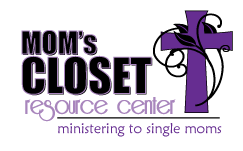 MOM's
CLOSET
resource center
ministering to single moms